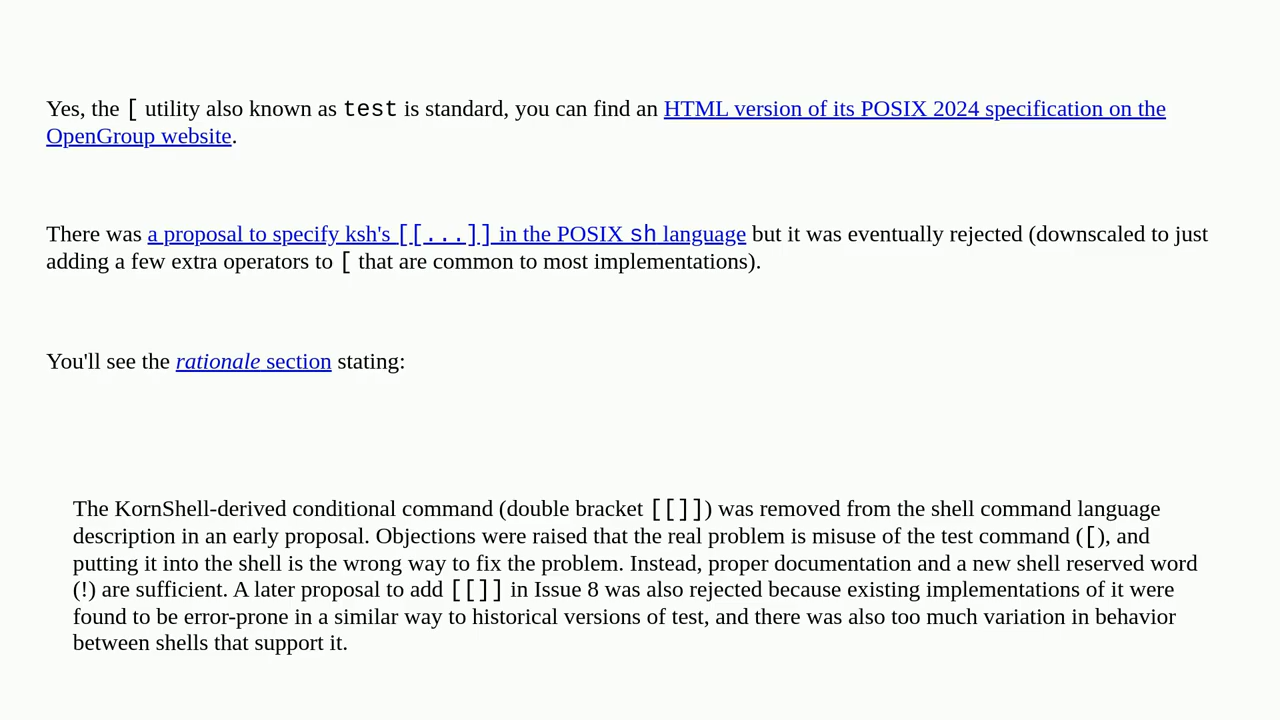 Yes, the [ utility also known as test is standard, you can find an HTML version of its POSIX 2024 specification on the
OpenGroup website.
There was a proposal to specify ksh's [[...]] in the POSIX sh language but it was eventually rejected (downscaled to just
adding a few extra operators to [ that are common to most implementations).
You'll see the rationale section stating:
The KornShell-derived conditional command (double bracket [[]]) was removed from the shell command language
description in an early proposal. Objections were raised that the real problem is misuse of the test command ([), and
putting it into the shell is the wrong way to fix the problem. Instead, proper documentation and a new shell reserved word
(!) are sufficient. A later proposal to add [[]] in Issue 8 was also rejected because existing implementations of it were
found to be error-prone in a similar way to historical versions of test, and there was also too much variation in behavior
between shells that support it.